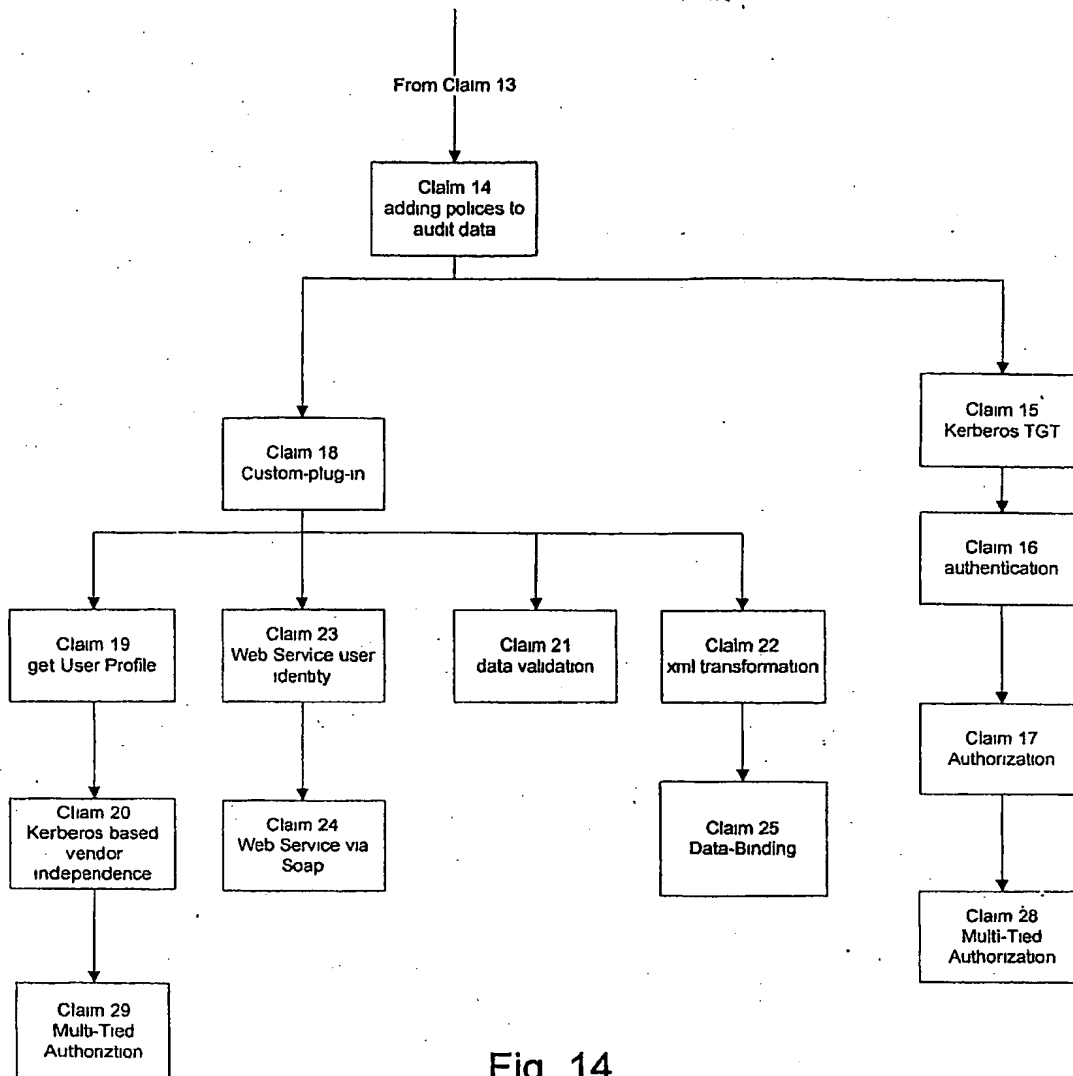 From Claim 13
Claim 14
adding polices to
audit data
Claim 18
Custom-plug-in
Claim 15
Kerberos TGT
Claim 16
authentication
Claim 19
get User Profile
Claim 23
Web Service user
identity
Claim 21
data validation
Claim 22
xml transformation
Claim 17
Authorization
Cliam 20
Kerberos based
vendor
independence
Claim 24
Web Service via
Soap
Claim 25
Data-Binding
Claim 28
Multi-Tied
Authorization
Claim 29
Multi-Tied
Authoriztion
Fig. 14